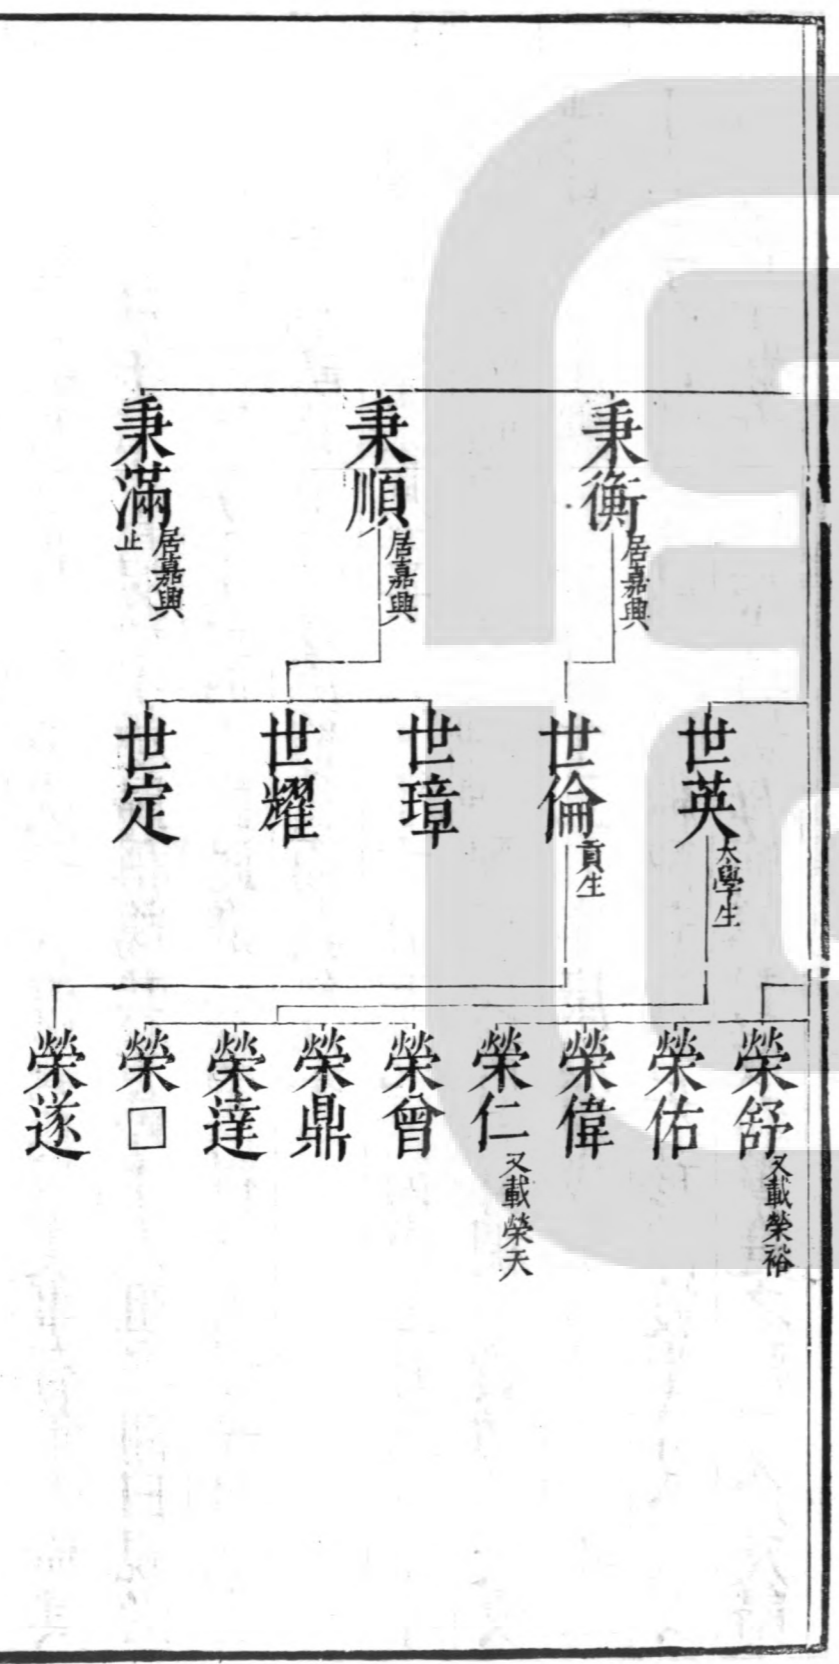 秉衡居嘉興
秉順居嘉興
秉滿居嘉興止
世英太學生
世倫貢生
世璋
世耀
世定
榮舒又載榮裕
榮佑
榮偉
榮仁又載榮天
榮曾
榮鼎
榮達
榮□
榮遂